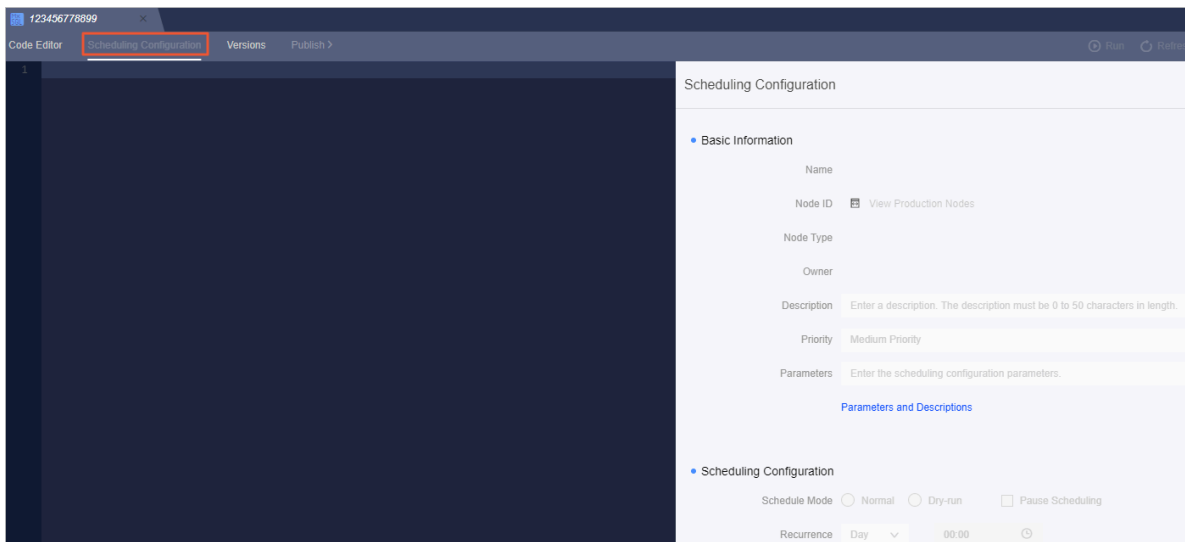 123456778899 ×
Code Editor Scheduling Configuration Versions Publish > Run
1
Scheduling Configuration
Basic Information
Name
Node ID View Production Nodes
Node Type
Owner
Description Enter a description. The description must be 0 to 50 characters in length.
Priority Medium Priority
Parameters Enter the scheduling configuration parameters.
Parameters and Descriptions
Scheduling Configuration
Schedule Mode Normal Dry-run Pause Scheduling
Recurrence Day 00:00